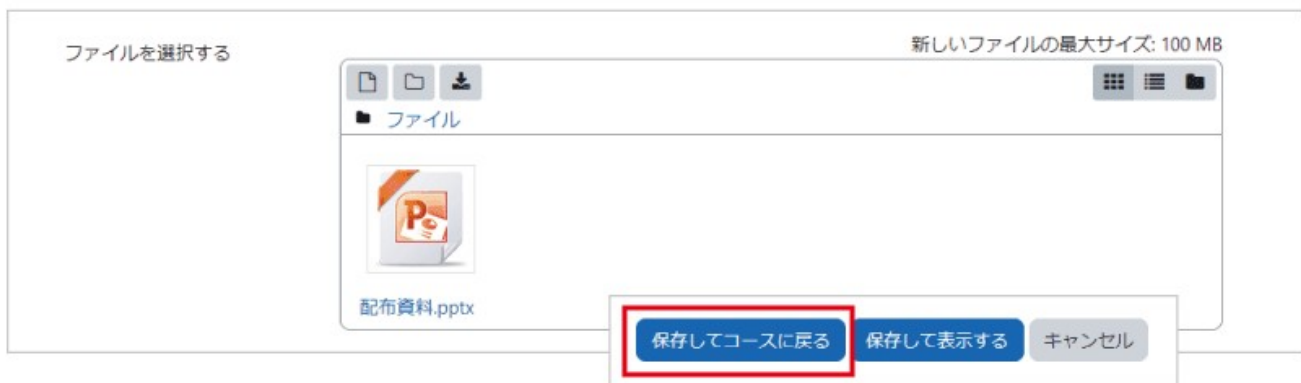 ファイルを選択する
新しいファイルの最大サイズ: 100 MB
ファイル
P
配布資料.pptx
保存してコースに戻る
保存して表示する
キャンセル